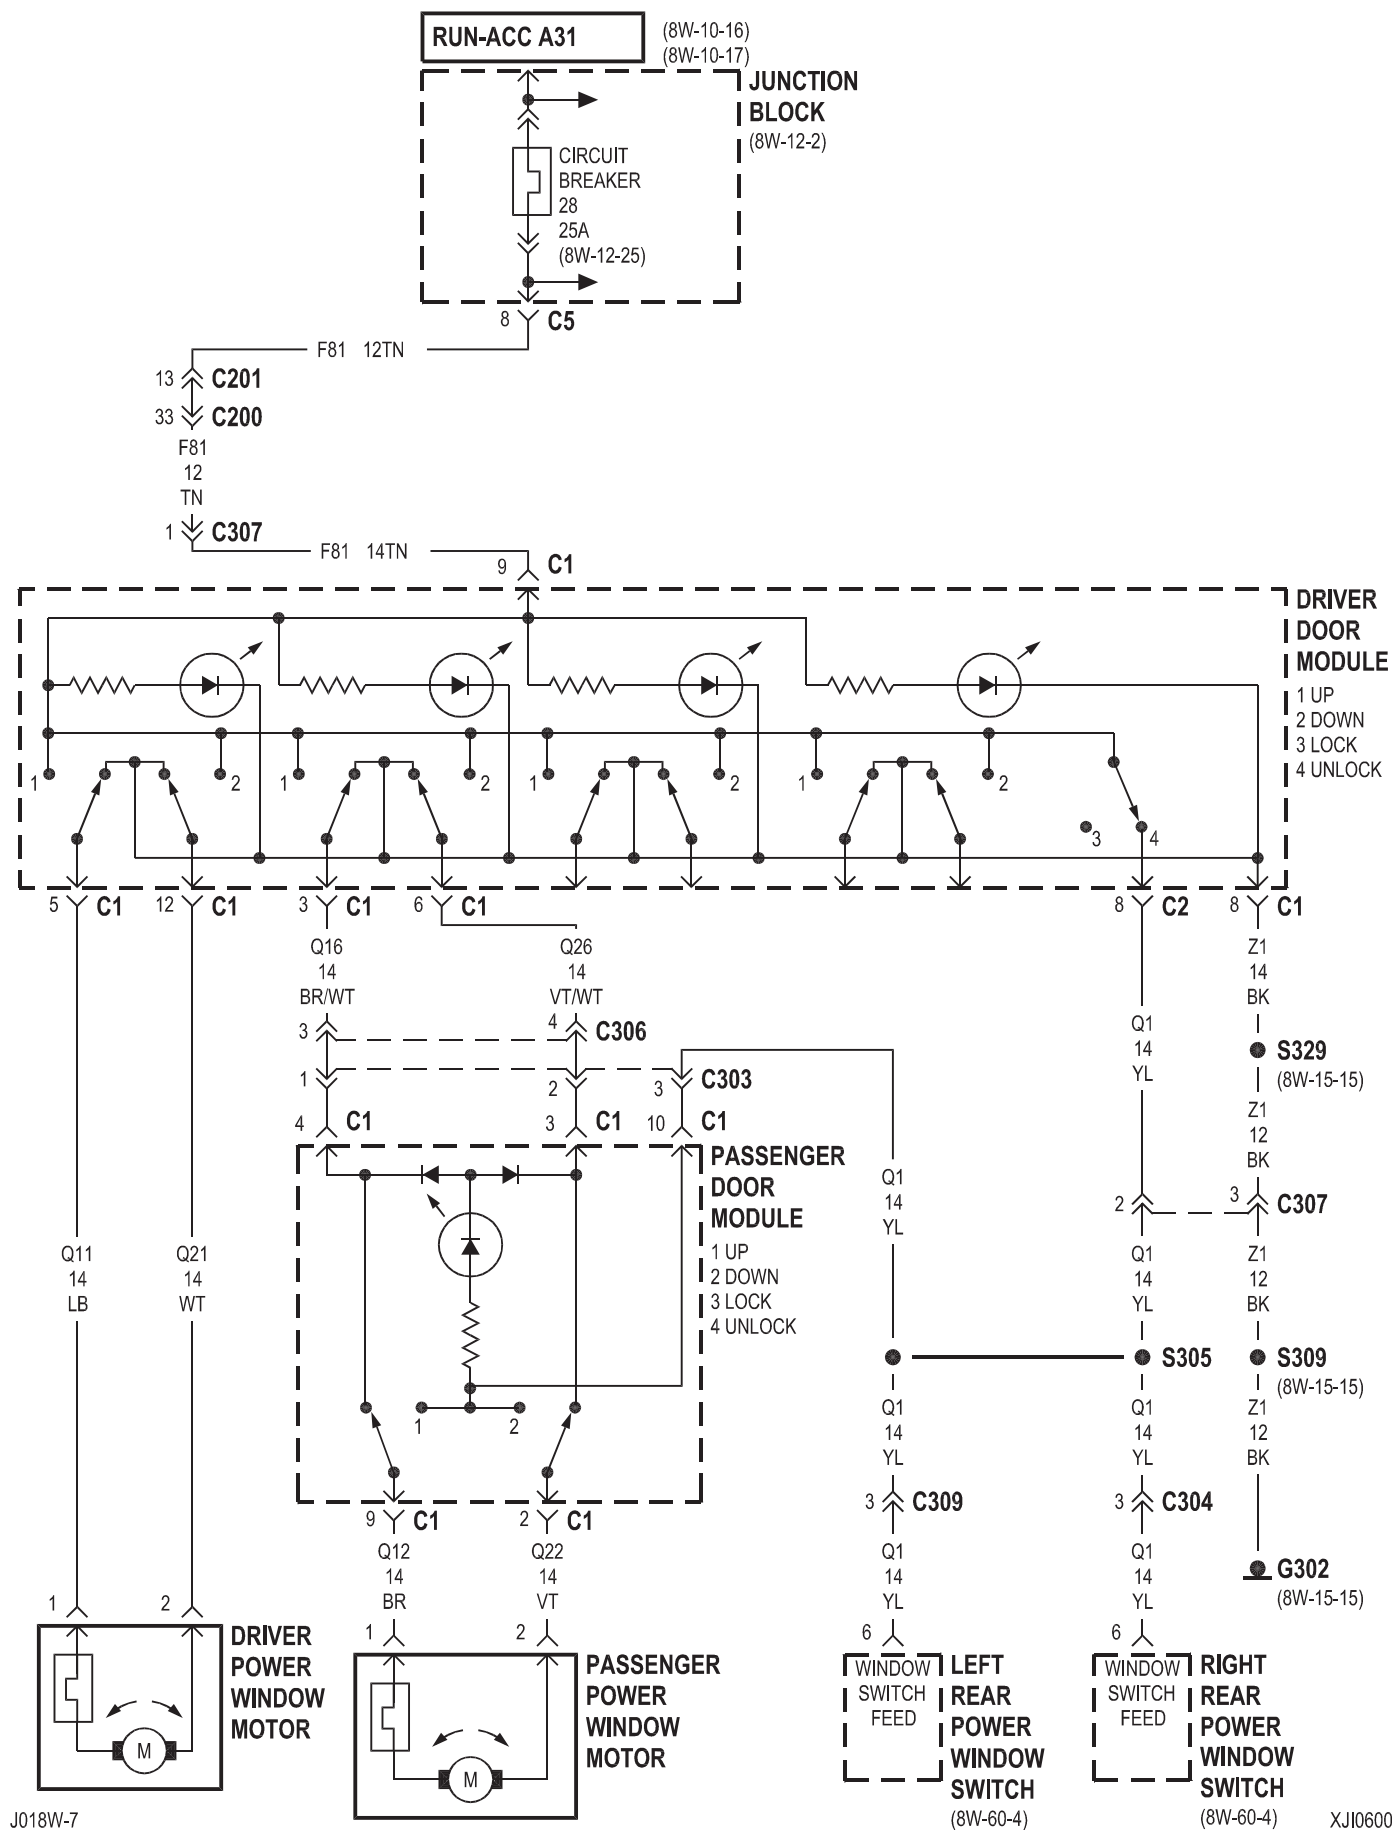 RUN-ACC A31
(8W-10-16)
(8W-10-17)
JUNCTION
BLOCK
(8W-12-2)
CIRCUIT
BREAKER
28
25A
(8W-12-25)
8 C5
F81 12TN
13 C201
33 C200
F81
12
TN
1 C307
F81 14TN
9 C1
DRIVER
DOOR
MODULE
1 UP
2 DOWN
3 LOCK
4 UNLOCK
1 2 1 2 1 2 1 2
3 4
5 C1 12 C1 3 C1 6 C1 8 C2 8 C1
Q16
14
BR/WT
Q26
14
VT/WT
Z1
14
BK
Q1
14
YL
3 4 C306
S329
(8W-15-15)
1 2 3 C303
4 C1 3 C1 10 C1
Z1
12
BK
PASSENGER
DOOR
MODULE
1 UP
2 DOWN
3 LOCK
4 UNLOCK
Q1
14
YL
2 3 C307
Q11
14
LB
Q21
14
WT
Q1
14
YL
Z1
12
BK
S305
S309
(8W-15-15)
1 2
Q1
14
YL
Q1
14
YL
Z1
12
BK
3 C309
3 C304
9 C1 2 C1
Q12
14
BR
Q22
14
VT
Q1
14
YL
Q1
14
YL
G302
(8W-15-15)
1 2
DRIVER
POWER
WINDOW
MOTOR
M
1 2
PASSENGER
POWER
WINDOW
MOTOR
M
6
WINDOW
SWITCH
FEED
LEFT
REAR
POWER
WINDOW
SWITCH
(8W-60-4)
6
WINDOW
SWITCH
FEED
RIGHT
REAR
POWER
WINDOW
SWITCH
(8W-60-4)
J018W-7
XJI0600